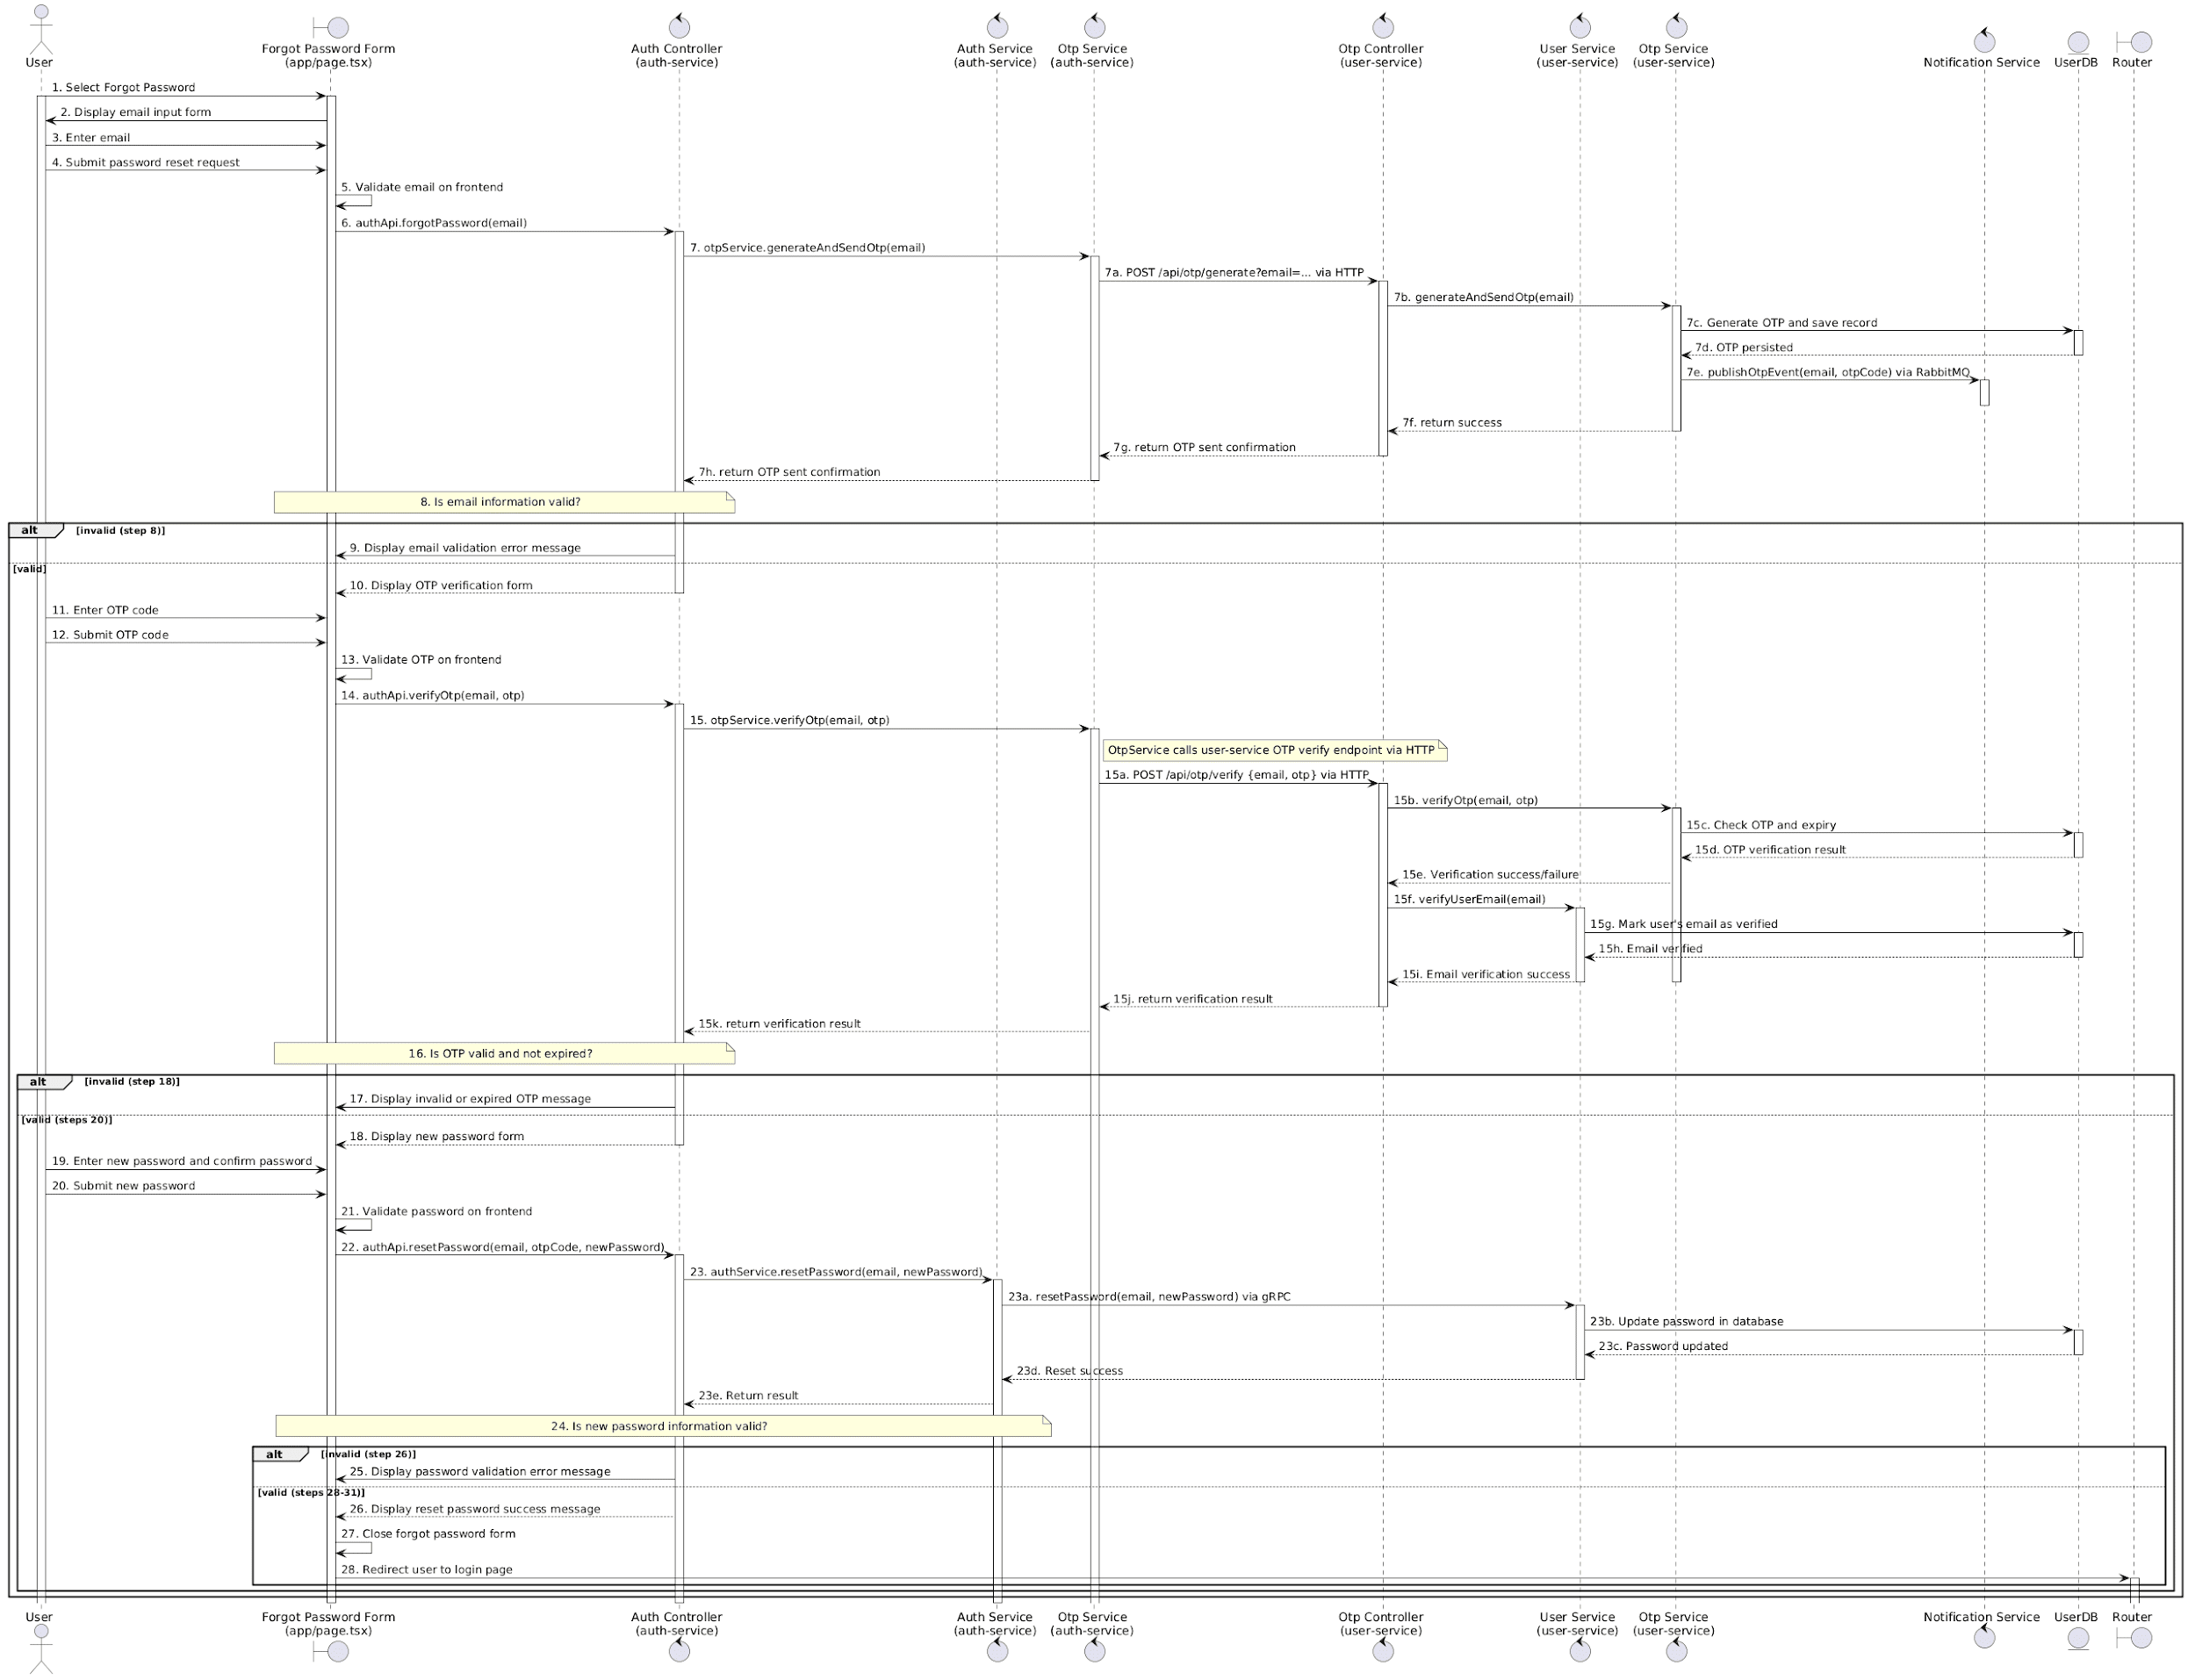 User
Forgot Password Form
(app/page.tsx)
Auth Controller
(auth-service)
Auth Service
(auth-service)
Otp Service
(auth-service)
Otp Controller
(user-service)
User Service
(user-service)
Otp Service
(user-service)
Notification Service
UserDB
Router
1. Select Forgot Password
2. Display email input form
3. Enter email
4. Submit password reset request
5. Validate email on frontend
6. authApi.forgotPassword(email)
7. otpService.generateAndSendOtp(email)
7a. POST /api/otp/generate?email=... via HTTP
7b. generateAndSendOtp(email)
7c. Generate OTP and save record
7d. OTP persisted
7e. publishOtpEvent(email, otpCode) via RabbitMQ
7f. return success
7g. return OTP sent confirmation
7h. return OTP sent confirmation
8. Is email information valid?
alt [invalid (step 8)]
9. Display email validation error message
[valid]
10. Display OTP verification form
11. Enter OTP code
12. Submit OTP code
13. Validate OTP on frontend
14. authApi.verifyOtp(email, otp)
15. otpService.verifyOtp(email, otp)
OtpService calls user-service OTP verify endpoint via HTTP
15a. POST /api/otp/verify {email, otp} via HTTP
15b. verifyOtp(email, otp)
15c. Check OTP and expiry
15d. OTP verification result
15e. Verification success/failure
15f. verifyUserEmail(email)
15g. Mark user's email as verified
15h. Email verified
15i. Email verification success
15j. return verification result
15k. return verification result
16. Is OTP valid and not expired?
alt [invalid (step 18)]
17. Display invalid or expired OTP message
[valid (steps 20)]
18. Display new password form
19. Enter new password and confirm password
20. Submit new password
21. Validate password on frontend
22. authApi.resetPassword(email, otpCode, newPassword)
23. authService.resetPassword(email, newPassword)
23a. resetPassword(email, newPassword) via gRPC
23b. Update password in database
23c. Password updated
23d. Reset success
23e. Return result
24. Is new password information valid?
alt [invalid (step 26)]
25. Display password validation error message
[valid (steps 28-31)]
26. Display reset password success message
27. Close forgot password form
28. Redirect user to login page
User
Forgot Password Form
(app/page.tsx)
Auth Controller
(auth-service)
Auth Service
(auth-service)
Otp Service
(auth-service)
Otp Controller
(user-service)
User Service
(user-service)
Otp Service
(user-service)
Notification Service
UserDB
Router